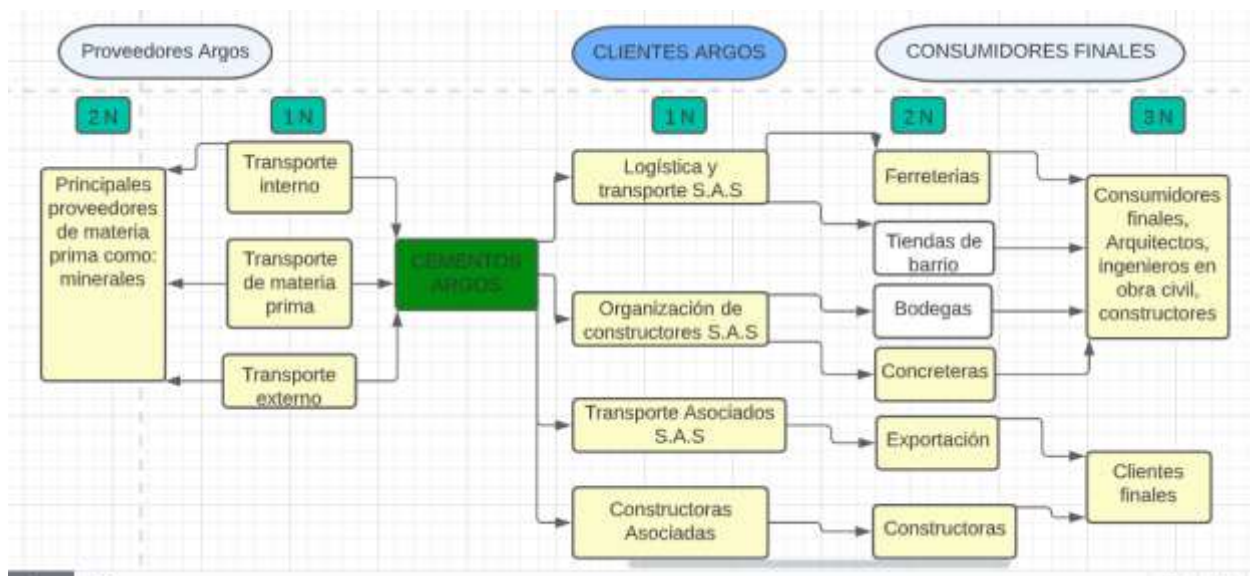 Proveedores Argos
CLIENTES ARGOS
CONSUMIDORES FINALES
2 N
1 N
1 N
2 N
3 N
Principales
proveedores
de materia
prima como:
minerales
Transporte
interno
Transporte
de materia
prima
Transporte
externo
CEMENTOS
ARGOS
Logística y
transporte S.A.S
Organización de
constructores S.A.S
Transporte Asociados
S.A.S
Constructoras
Asociadas
Ferreterías
Tiendas de
barrio
Bodegas
Concreteras
Exportación
Constructoras
Consumidores
finales,
Arquitectos,
ingenieros en
obra civil,
constructores
Clientes
finales